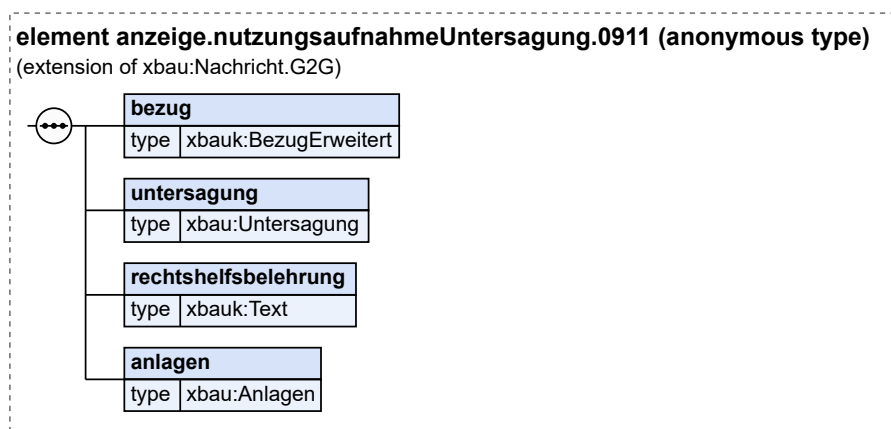 element anzeige.nutzungsaufnahmeUntersagung.0911 (anonymous type)
(extension of xbau:Nachricht.G2G)
bezug
type xbauk:BezugErweitert
untersagung
type xbau:Untersagung
rechtshelfsbelehrung
type xbauk:Text
anlagen
type xbau:Anlagen